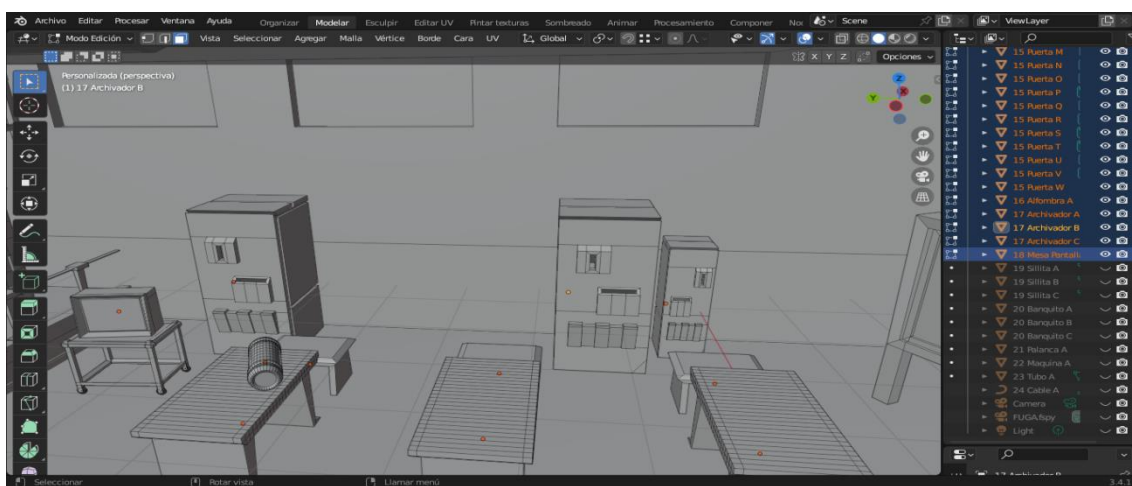 Archivo Editar Procesar Ventana Ayuda Organizar Modelar Esculpir Editar UV Pintar texturas Sombreado Animar Procesamiento Componer Scene ViewLayer
Modo Edición Vista Seleccionar Agregar Malla Vértice Borde Cara UV Global
X Y Z Opciones
Personalizada (perspectiva)
(1) 17 Archivador B
Z
Y
X
15 Puerta M
15 Puerta N
15 Puerta O
15 Puerta P
15 Puerta Q
15 Puerta R
15 Puerta S
15 Puerta T
15 Puerta U
15 Puerta V
15 Puerta W
16 Alfombra A
17 Archivador A
17 Archivador B
17 Archivador C
18 Mesa Pantall
19 Sillita A
19 Sillita B
19 Sillita C
20 Banquito A
20 Banquito B
20 Banquito C
21 Palanca A
22 Maquina A
23 Tubo A
24 Cable A
Camera
FUGA.fspy
Light
Seleccionar Rotar vista Llamar menú 3.4.1